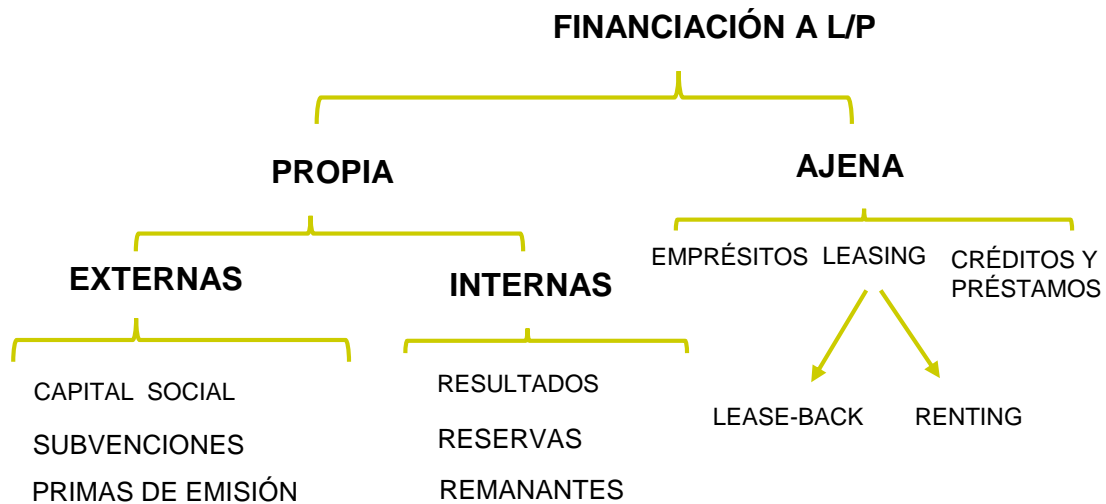 FINANCIACIÓN A L/P
PROPIA
AJENA
EXTERNAS
INTERNAS
EMPRÉSITOS LEASING
CRÉDITOS Y
PRÉSTAMOS
CAPITAL SOCIAL
SUBVENCIONES
PRIMAS DE EMISIÓN
RESULTADOS
RESERVAS
REMANANTES
LEASE-BACK
RENTING